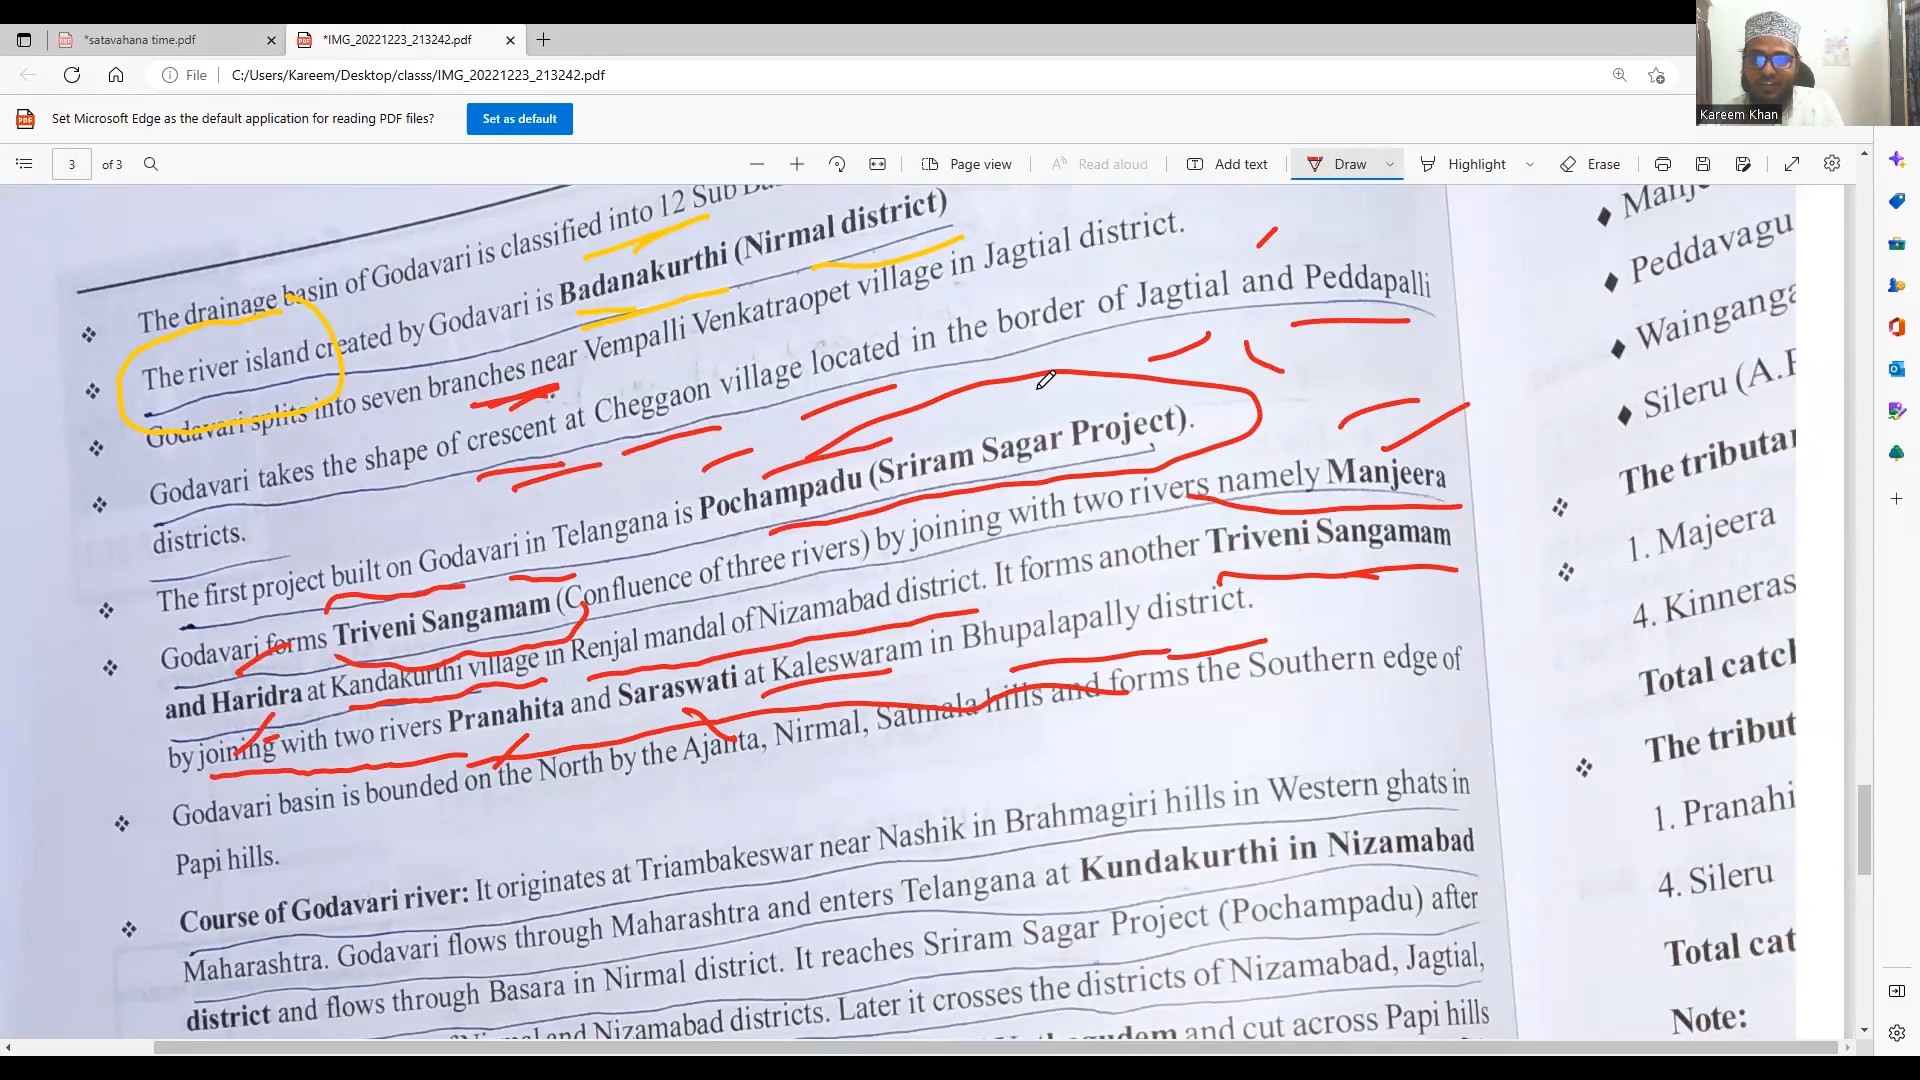 *satavahana time.pdf
*IMG_20221223_213242.pdf
File
C:/Users/Kareem/Desktop/classs/IMG_20221223_213242.pdf
Kareem Khan
Set Microsoft Edge as the default application for reading PDF files?
Set as default
3 of 3
Page view
Read aloud
Add text
Draw
Highlight
Erase
The drainage basin of Godavari is classified into 12 Sub
The river island created by Godavari is Badanakurthi (Nirmal district)
Godavari splits into seven branches near Vempalli Venkatraopet village in Jagtial district.
Godavari takes the shape of crescent at Cheggaon village located in the border of Jagtial and Peddapalli
districts.
The first project built on Godavari in Telangana is Pochampadu (Sriram Sagar Project).
Godavari forms Triveni Sangamam (Confluence of three rivers) by joining with two rivers namely Manjeera
and Haridra at Kandakurthi village in Renjal mandal of Nizamabad district. It forms another Triveni Sangamam
by joining with two rivers Pranahita and Saraswati at Kaleswaram in Bhupalapally district.
Godavari basin is bounded on the North by the Ajanta, Nirmal, Satmala hills and forms the Southern edge of
Papi hills.
Course of Godavari river: It originates at Triambakeswar near Nashik in Brahmagiri hills in Western ghats in
Maharashtra. Godavari flows through Maharashtra and enters Telangana at Kundakurthi in Nizamabad
district and flows through Basara in Nirmal district. It reaches Sriram Sagar Project (Pochampadu) after
and Nizamabad districts. Later it crosses the districts of Nizamabad, Jagtial,
and cut across Papi hills
Peddavagu
Sileru
The
1. Majeera
4.
Total
The
1.
4. Sileru
Total
Note: